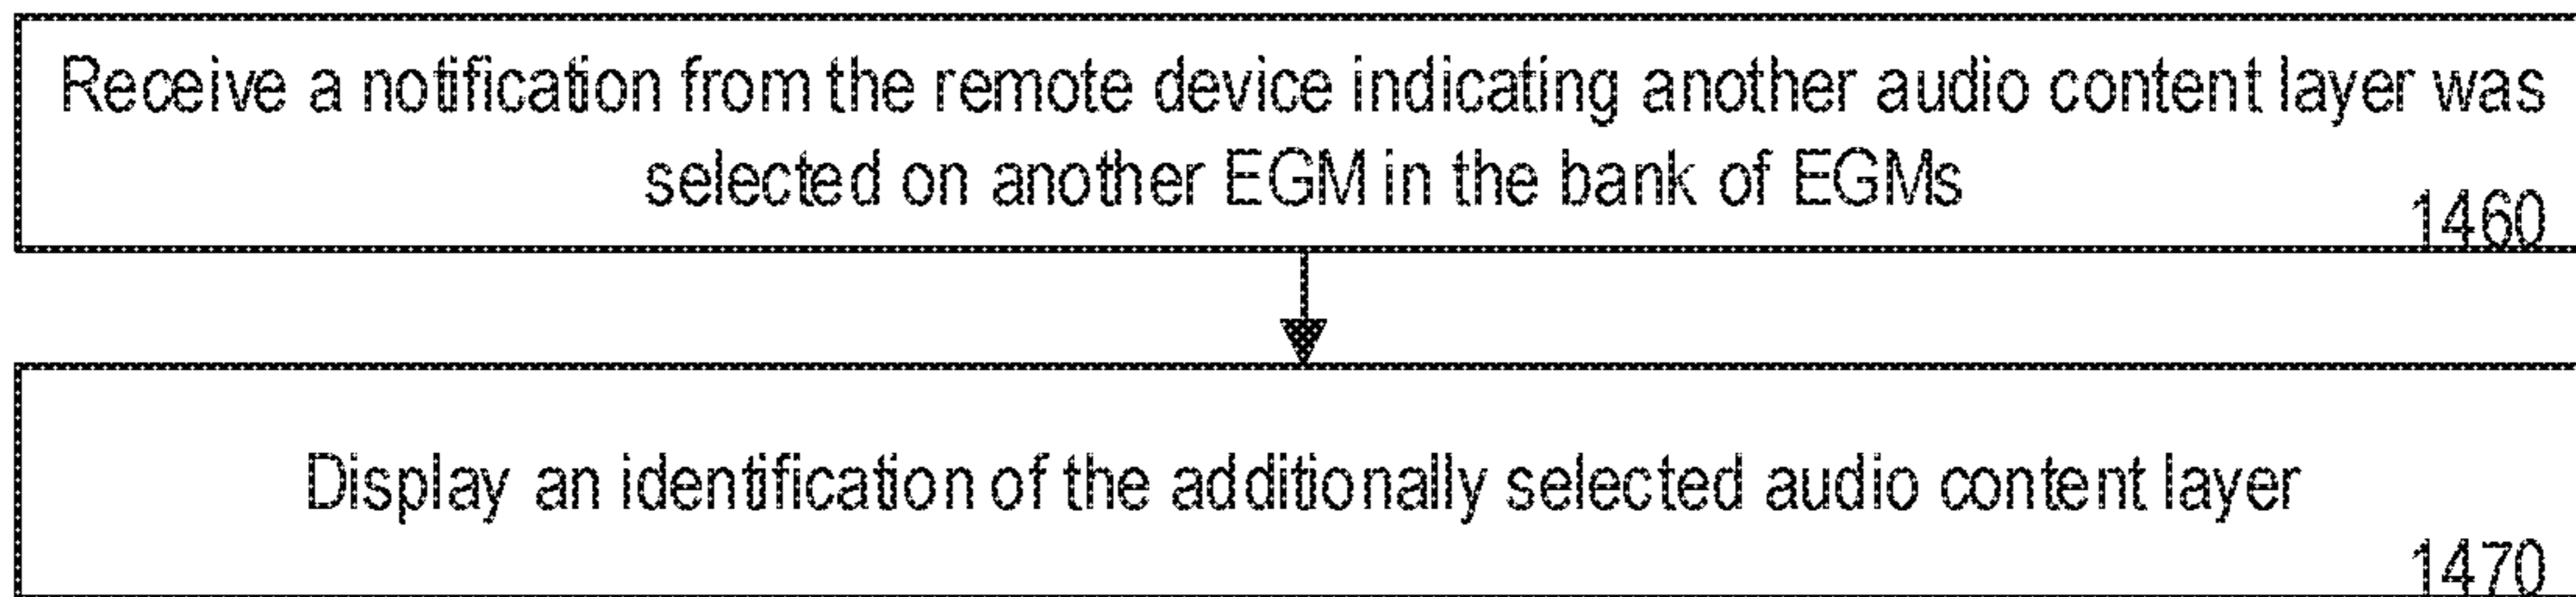 Receive a notification from the remote device indicating another audio content layer was
selected on another EGM in the bank of EGMs
1460
Display an identification of the additionally selected audio content layer
1470